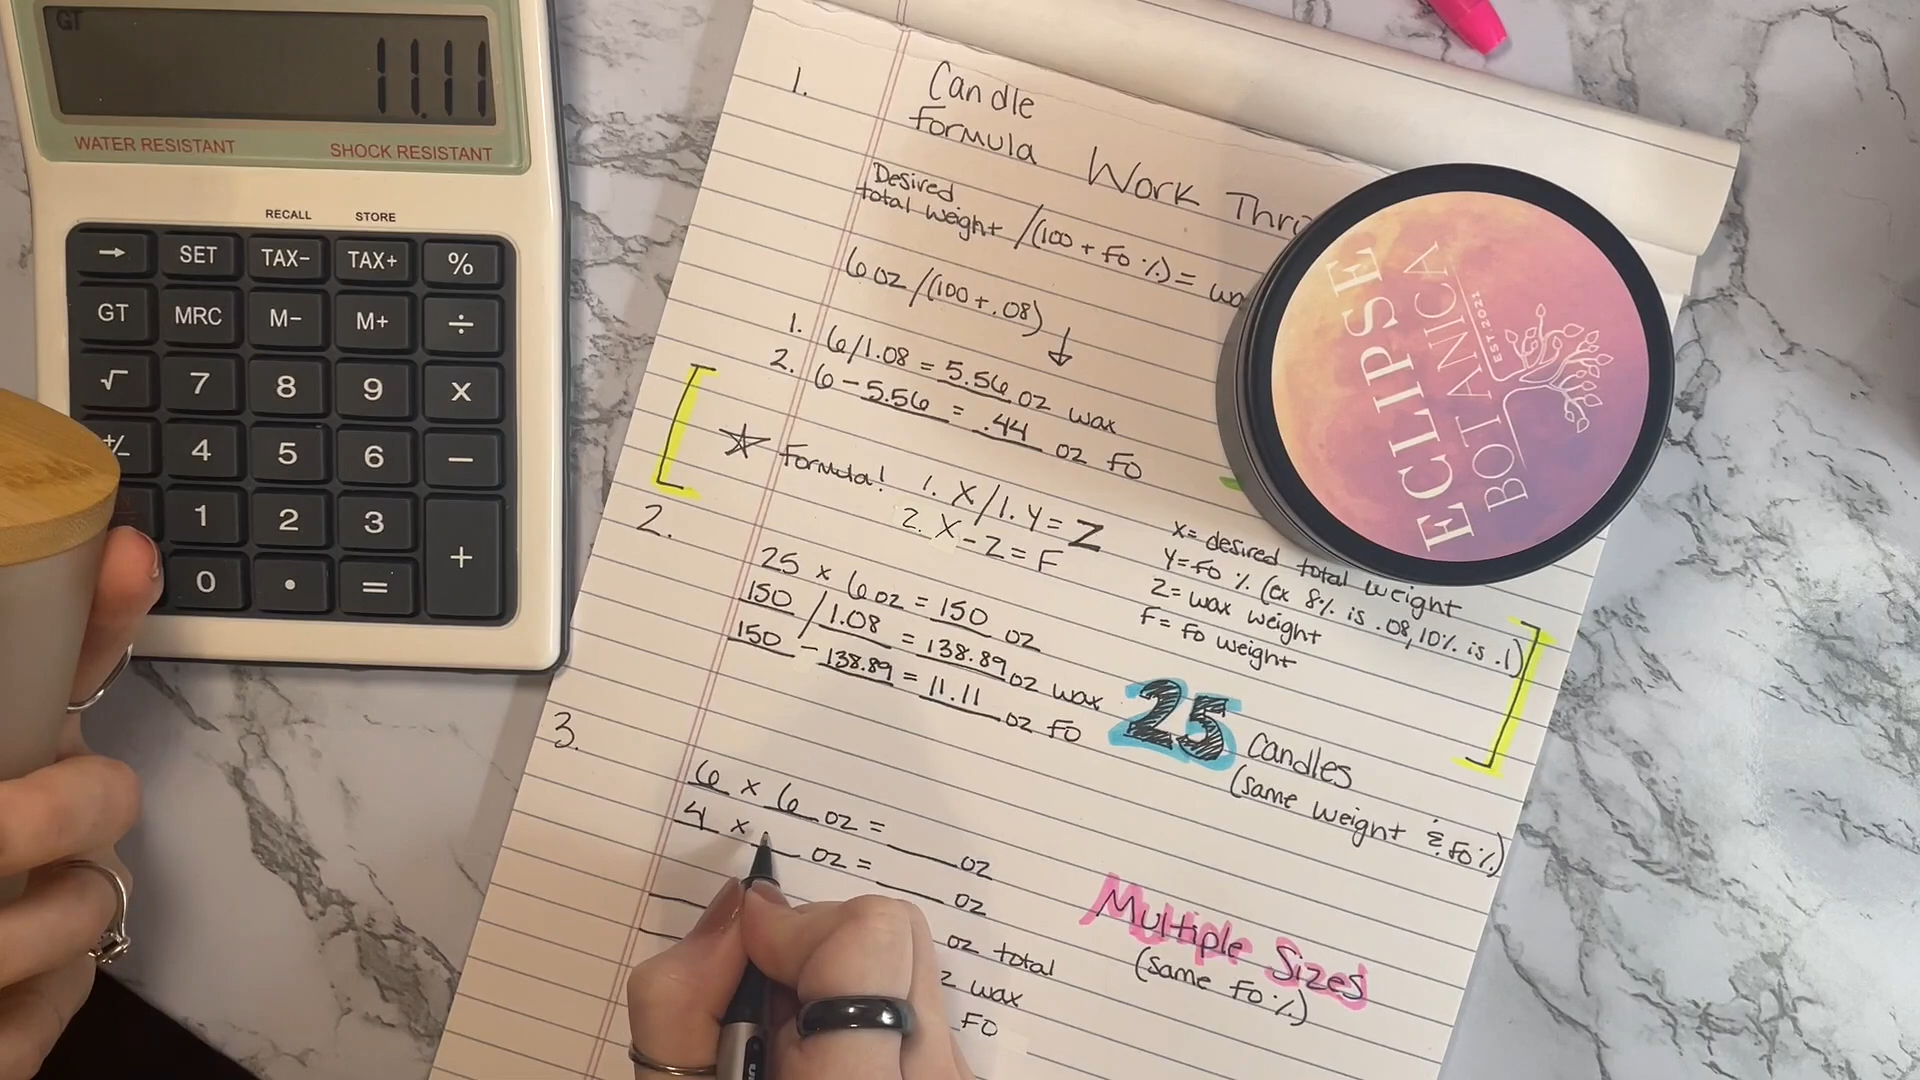 GT
11.11
WATER RESISTANT
SHOCK RESISTANT
RECALL STORE
→ SET TAX- TAX+ %
GT MRC M- M+ ÷
√ 7 8 9 x
4 5 6 −
1 2 3 +
0 • =
1. Candle
Formula Work
Desired
total weight /(100 + FO %) =
6 oz /(100 + .08)
1. 6/1.08 = 5.56 oz wax
2. 6 - 5.56 = .44 oz FO
☆ Formula! 1. X/1.Y = Z
2. X - Z = F
X= desired total weight
Y= FO % (ex 8% is .08, 10% is .1)
Z= wax weight
F= FO weight
2.
25 x 6 oz = 150 oz
150 / 1.08 = 138.89 oz wax
150 - 138.89 = 11.11 oz FO
25 Candles
(same weight & FO %)
3.
6 x 6 oz = ____ oz
4 x ___ oz = ____ oz
oz total
wax
FO
Multiple Sizes
(same FO %)
ECLIPSE
BOTANICA
EST.2021